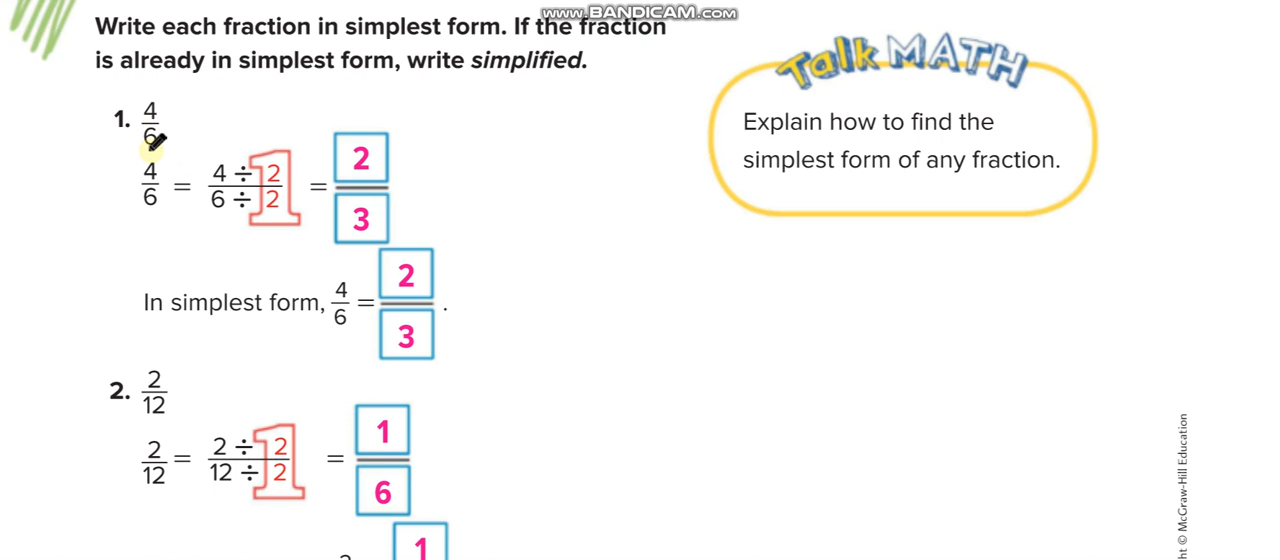 www.BANDICAM.com
Write each fraction in simplest form. If the fraction
is already in simplest form, write simplified.
1. 4/6
4/6 = 4 ÷ 2 / 6 ÷ 2 = 2/3
In simplest form, 4/6 = 2/3.
2. 2/12
2/12 = 2 ÷ 2 / 12 ÷ 2 = 1/6
1
Talk MATH
Explain how to find the
simplest form of any fraction.
ht © McGraw-Hill Education